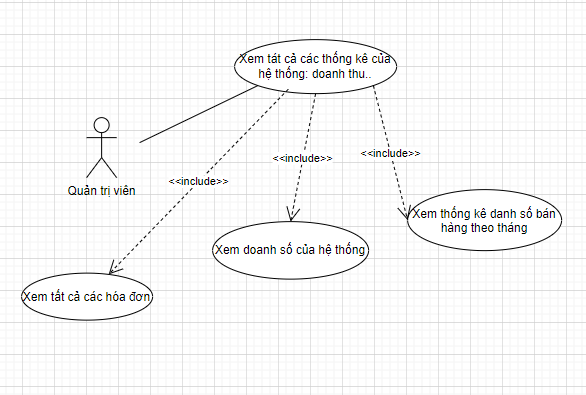 Xem tát cả các thống kê của
hệ thống: doanh thu..
<<include>>
<<include>>
<<include>>
Quản trị viên
Xem thống kê danh số bán
hàng theo tháng
Xem doanh số của hệ thống
Xem tất cả các hóa đơn